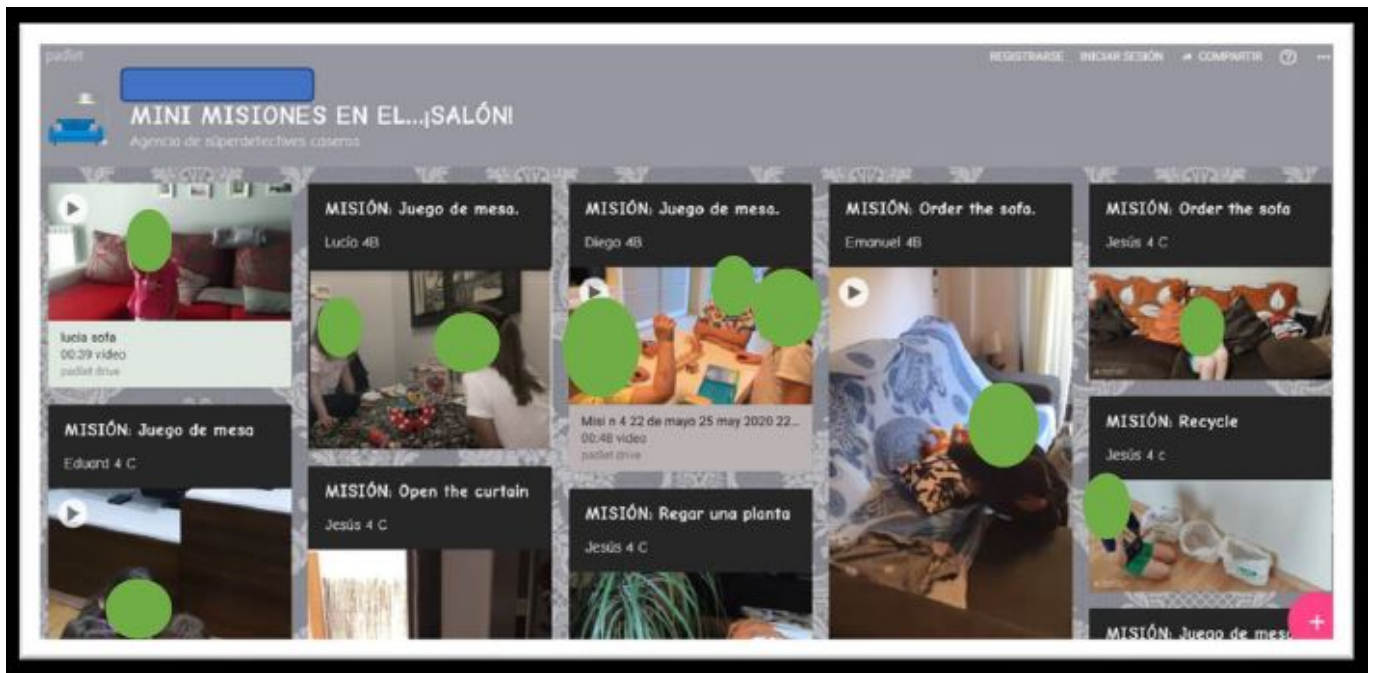 padlet
REGISTRARSE INICIAR SESIÓN COMPARTIR ? ...
MINI MISIONES EN EL...¡SALÓN!
Agencia de súperdetectives caseros
lucia sofa
00:39 video
padlet drive
MISIÓN: Juego de mesa
Eduard 4 C
MISIÓN: Juego de mesa.
Lucía 4B
MISIÓN: Open the curtain
Jesús 4 C
MISIÓN: Juego de mesa.
Diego 4B
Misi n 4 22 de mayo 25 may 2020 22...
00:48 video
padlet drive
MISIÓN: Regar una planta
Jesús 4 C
MISIÓN: Order the sofa.
Emanuel 4B
MISIÓN: Order the sofa
Jesús 4 C
MISIÓN: Recycle
Jesús 4 c
MISIÓN: Juego de mesa
+